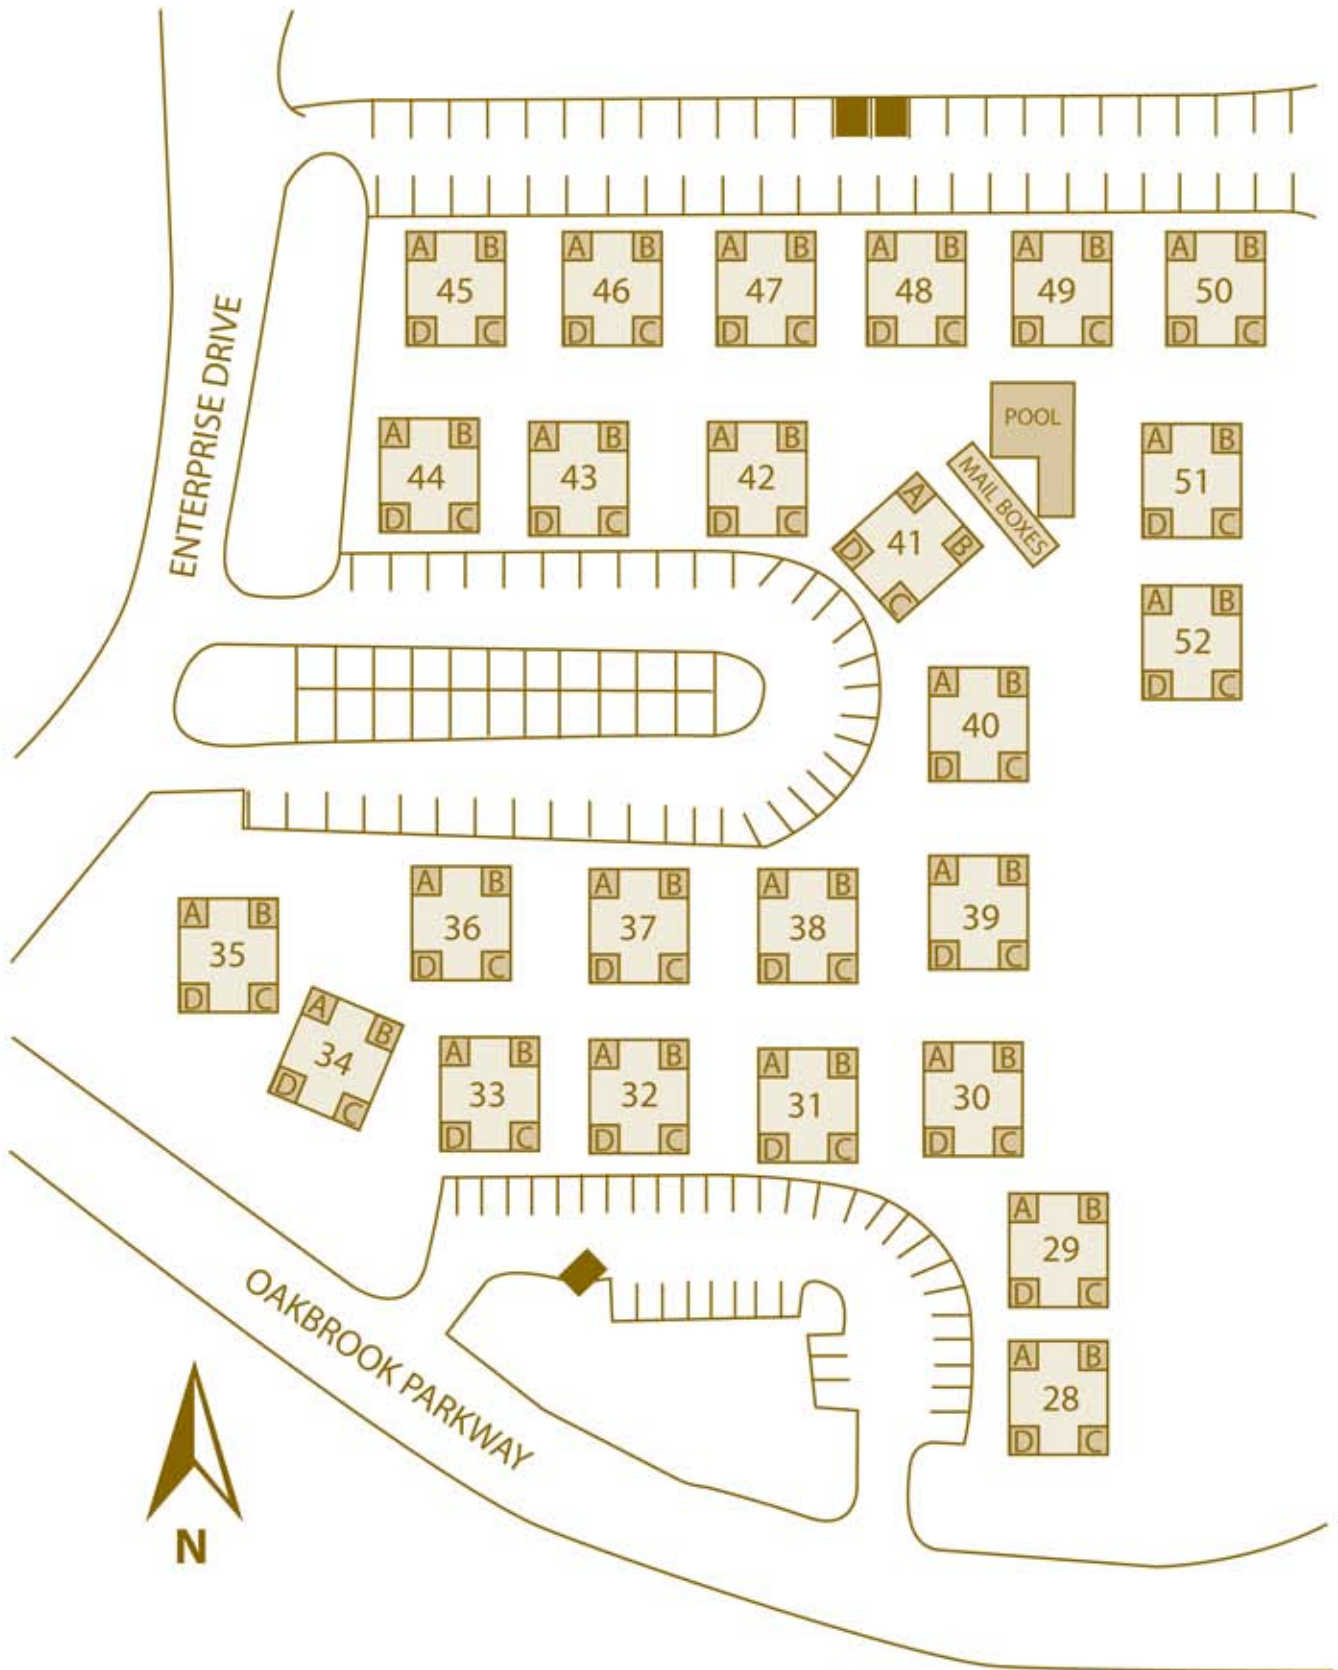 A B A B A B A B A B A B
45 46 47 48 49 50
D C D C D C D C D C D C
ENTERPRISE DRIVE
POOL
MAIL BOXES
A B A B A B A B
44 43 42 51
D C D C D C D C
A
41
B
D
C
A B
52
D C
A B
40
D C
A B A B A B A B
36 37 38 39
D C D C D C D C
A B
35
D C
A
B
34
D
C
A B A B A B A B
33 32 31 30
D C D C D C D C
A B
29
D C
A B
28
D C
OAKBROOK PARKWAY
N